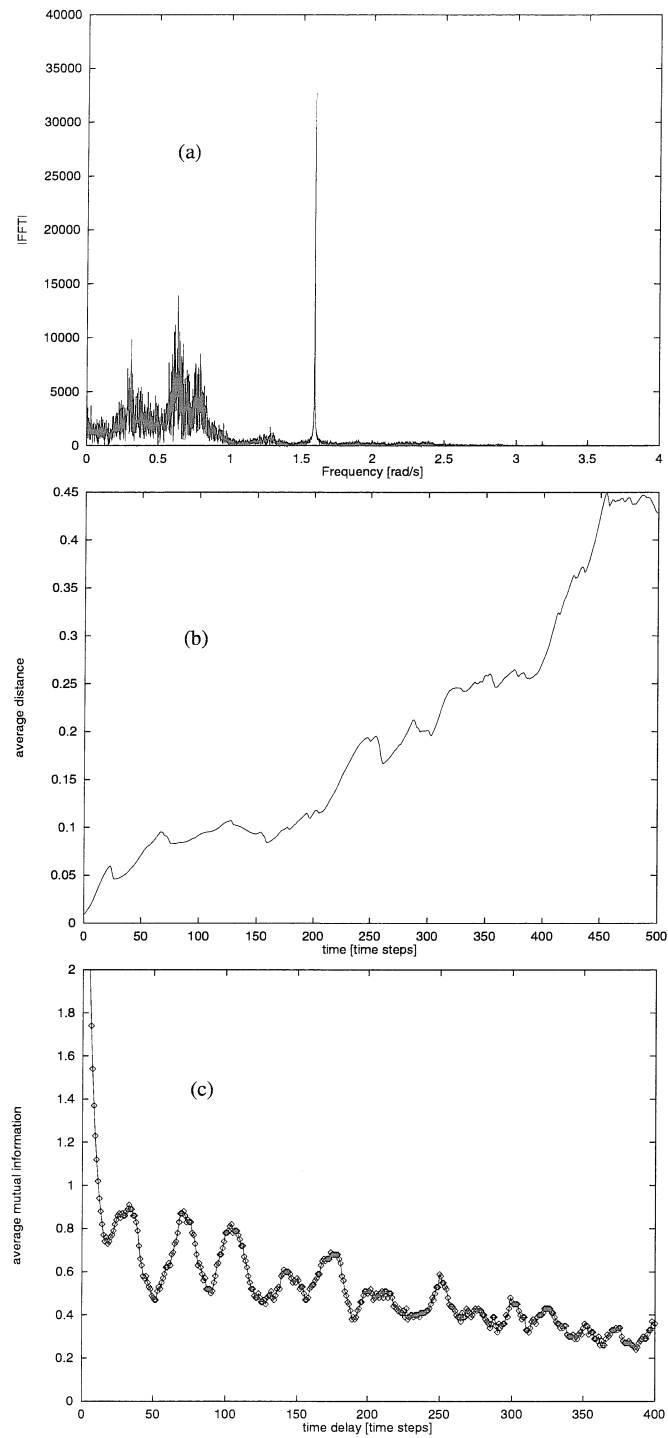 40000
35000
30000
25000
20000
15000
10000
5000
0
|FFT|
(a)
0 0.5 1 1.5 2 2.5 3 3.5 4
Frequency [rad/s]
0.45
0.4
0.35
0.3
0.25
0.2
0.15
0.1
0.05
0
average distance
(b)
0 50 100 150 200 250 300 350 400 450 500
time [time steps]
2
1.8
1.6
1.4
1.2
1
0.8
0.6
0.4
0.2
0
average mutual information
(c)
0 50 100 150 200 250 300 350 400
time delay [time steps]